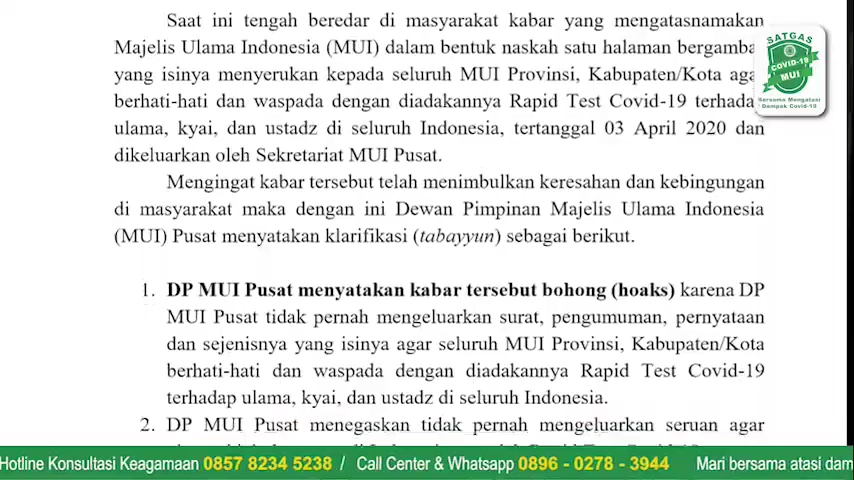 Saat ini tengah beredar di masyarakat kabar yang mengatasnamakan
Majelis Ulama Indonesia (MUI) dalam bentuk naskah satu halaman
yang isinya menyerukan kepada seluruh MUI Provinsi, Kabupaten/Kota
berhati-hati dan waspada dengan diadakannya Rapid Test Covid-19
ulama, kyai, dan ustadz di seluruh Indonesia, tertanggal 03 April 2020 dan
dikeluarkan oleh Sekretariat MUI Pusat.
Mengingat kabar tersebut telah menimbulkan keresahan dan kebingungan
di masyarakat maka dengan ini Dewan Pimpinan Majelis Ulama Indonesia
(MUI) Pusat menyatakan klarifikasi (tabayyun) sebagai berikut.
1. DP MUI Pusat menyatakan kabar tersebut bohong (hoaks) karena DP
MUI Pusat tidak pernah mengeluarkan surat, pengumuman, pernyataan
dan sejenisnya yang isinya agar seluruh MUI Provinsi, Kabupaten/Kota
berhati-hati dan waspada dengan diadakannya Rapid Test Covid-19
terhadap ulama, kyai, dan ustadz di seluruh Indonesia.
2. DP MUI Pusat menegaskan tidak pernah mengeluarkan seruan agar
SATGAS
COVID-19
MUI
Bersama Mengatasi
Dampak Covid-19
Hotline Konsultasi Keagamaan 0857 8234 5238 / Call Center & Whatsapp 0896 - 0278 - 3944 Mari bersama atasi